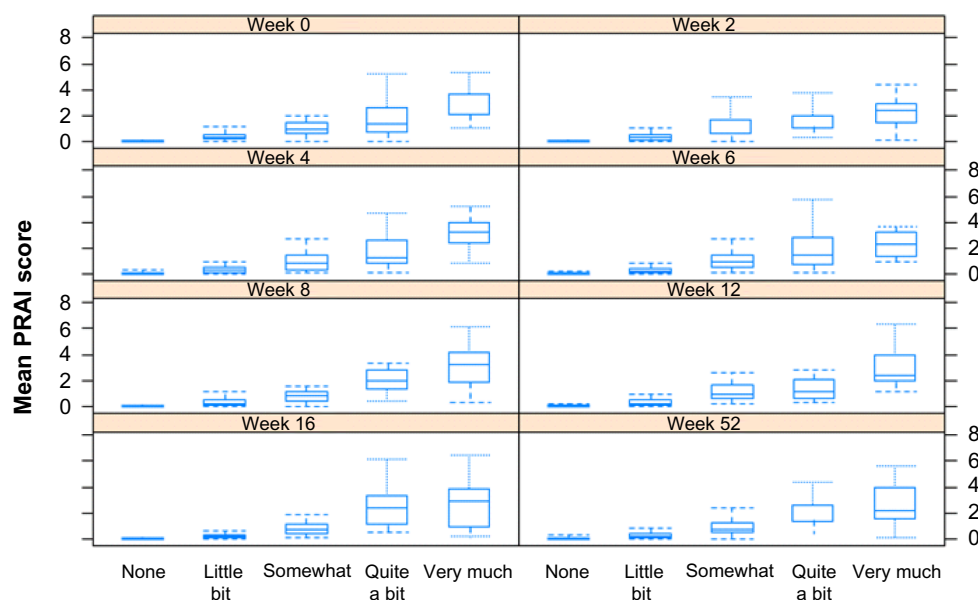 Week 0
Week 2
8
6
4
2
0
Week 4
Week 6
8
6
4
2
0
Week 8
Week 12
8
6
4
2
0
Week 16
Week 52
8
6
4
2
0
Mean PRAI score
None
Little
bit
Somewhat
Quite
a bit
Very much
None
Little
bit
Somewhat
Quite
a bit
Very much